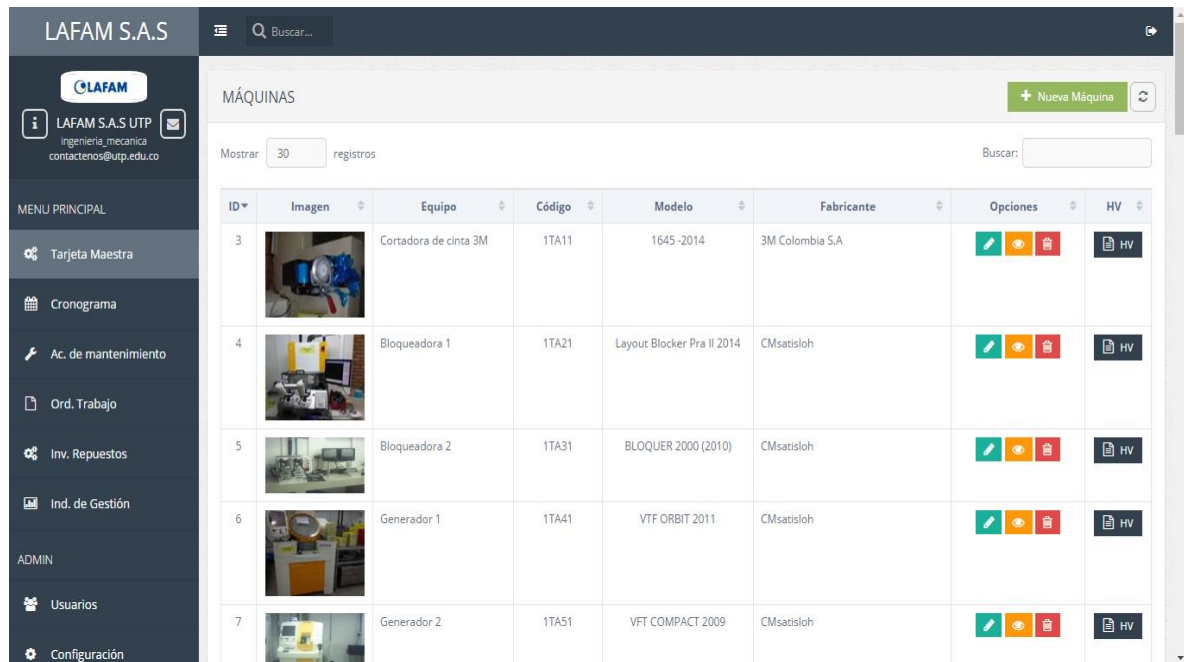 LAFAM S.A.S
Buscar...
LAFAM
LAFAM S.A.S UTP
ingenieria_mecanica
contactenos@utp.edu.co
MENU PRINCIPAL
Tarjeta Maestra
Cronograma
Ac. de mantenimiento
Ord. Trabajo
Inv. Repuestos
Ind. de Gestión
ADMIN
Usuarios
Configuración
MÁQUINAS
+ Nueva Máquina
Mostrar 30 registros
Buscar:
ID Imagen Equipo Código Modelo Fabricante Opciones HV
3 Cortadora de cinta 3M 1TA11 1645 -2014 3M Colombia S.A HV
4 Bloqueadora 1 1TA21 Layout Blocker Pra II 2014 CMsatisloh HV
5 Bloqueadora 2 1TA31 BLOQUER 2000 (2010) CMsatisloh HV
6 Generador 1 1TA41 VTF ORBIT 2011 CMsatisloh HV
7 Generador 2 1TA51 VFT COMPACT 2009 CMsatisloh HV